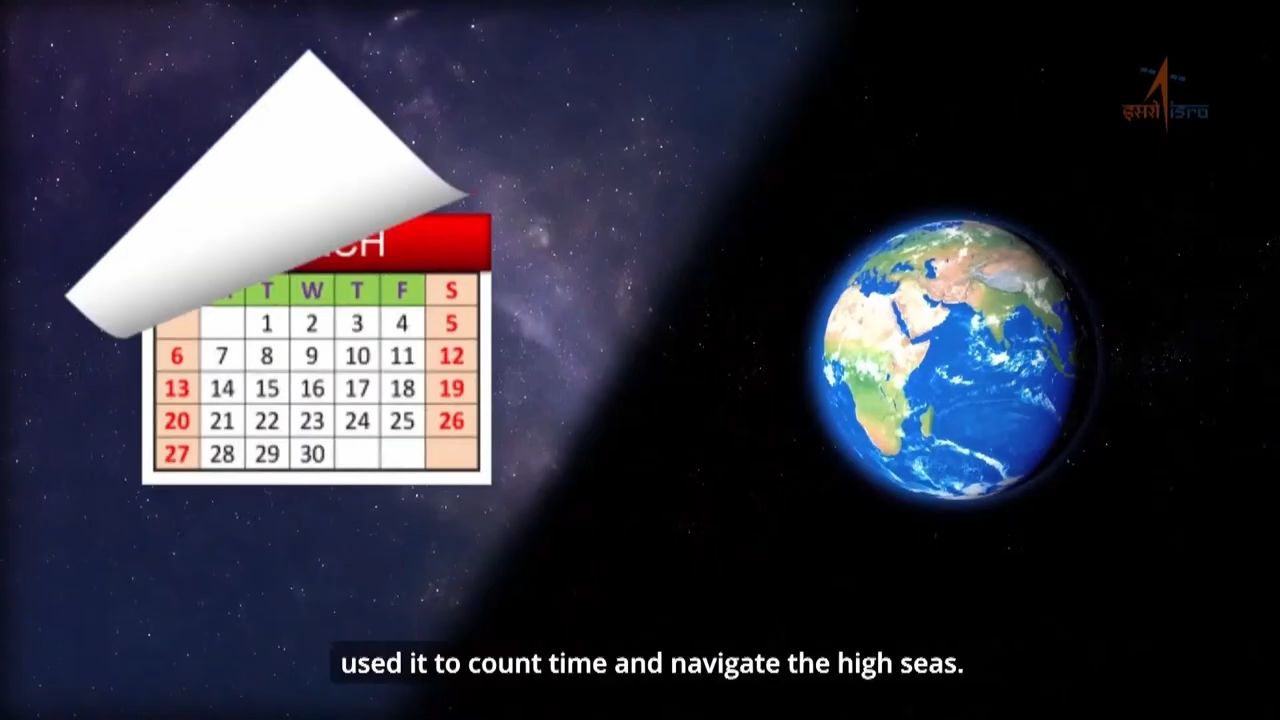 इसरो isro
CH
T W T F S
1 2 3 4 5
6 7 8 9 10 11 12
13 14 15 16 17 18 19
20 21 22 23 24 25 26
27 28 29 30
used it to count time and navigate the high seas.